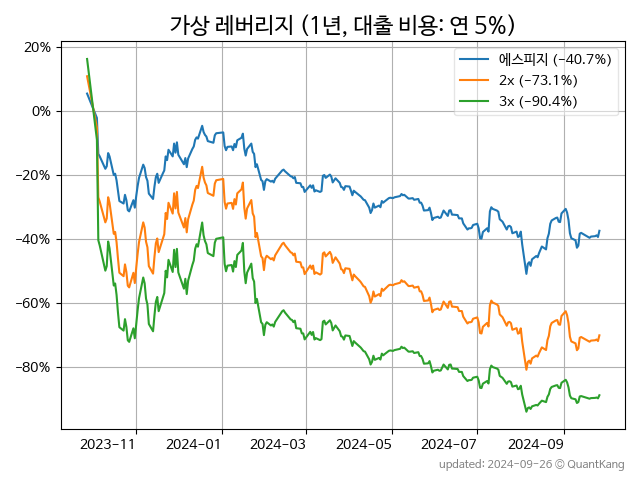 가상 레버리지 (1년, 대출 비용: 연 5%)
에스피지 (−40.7%)
2x (−73.1%)
3x (−90.4%)
20%
0%
−20%
−40%
−60%
−80%
2023−11 2024−01 2024−03 2024−05 2024−07 2024−09
updated: 2024−09−26 © QuantKang